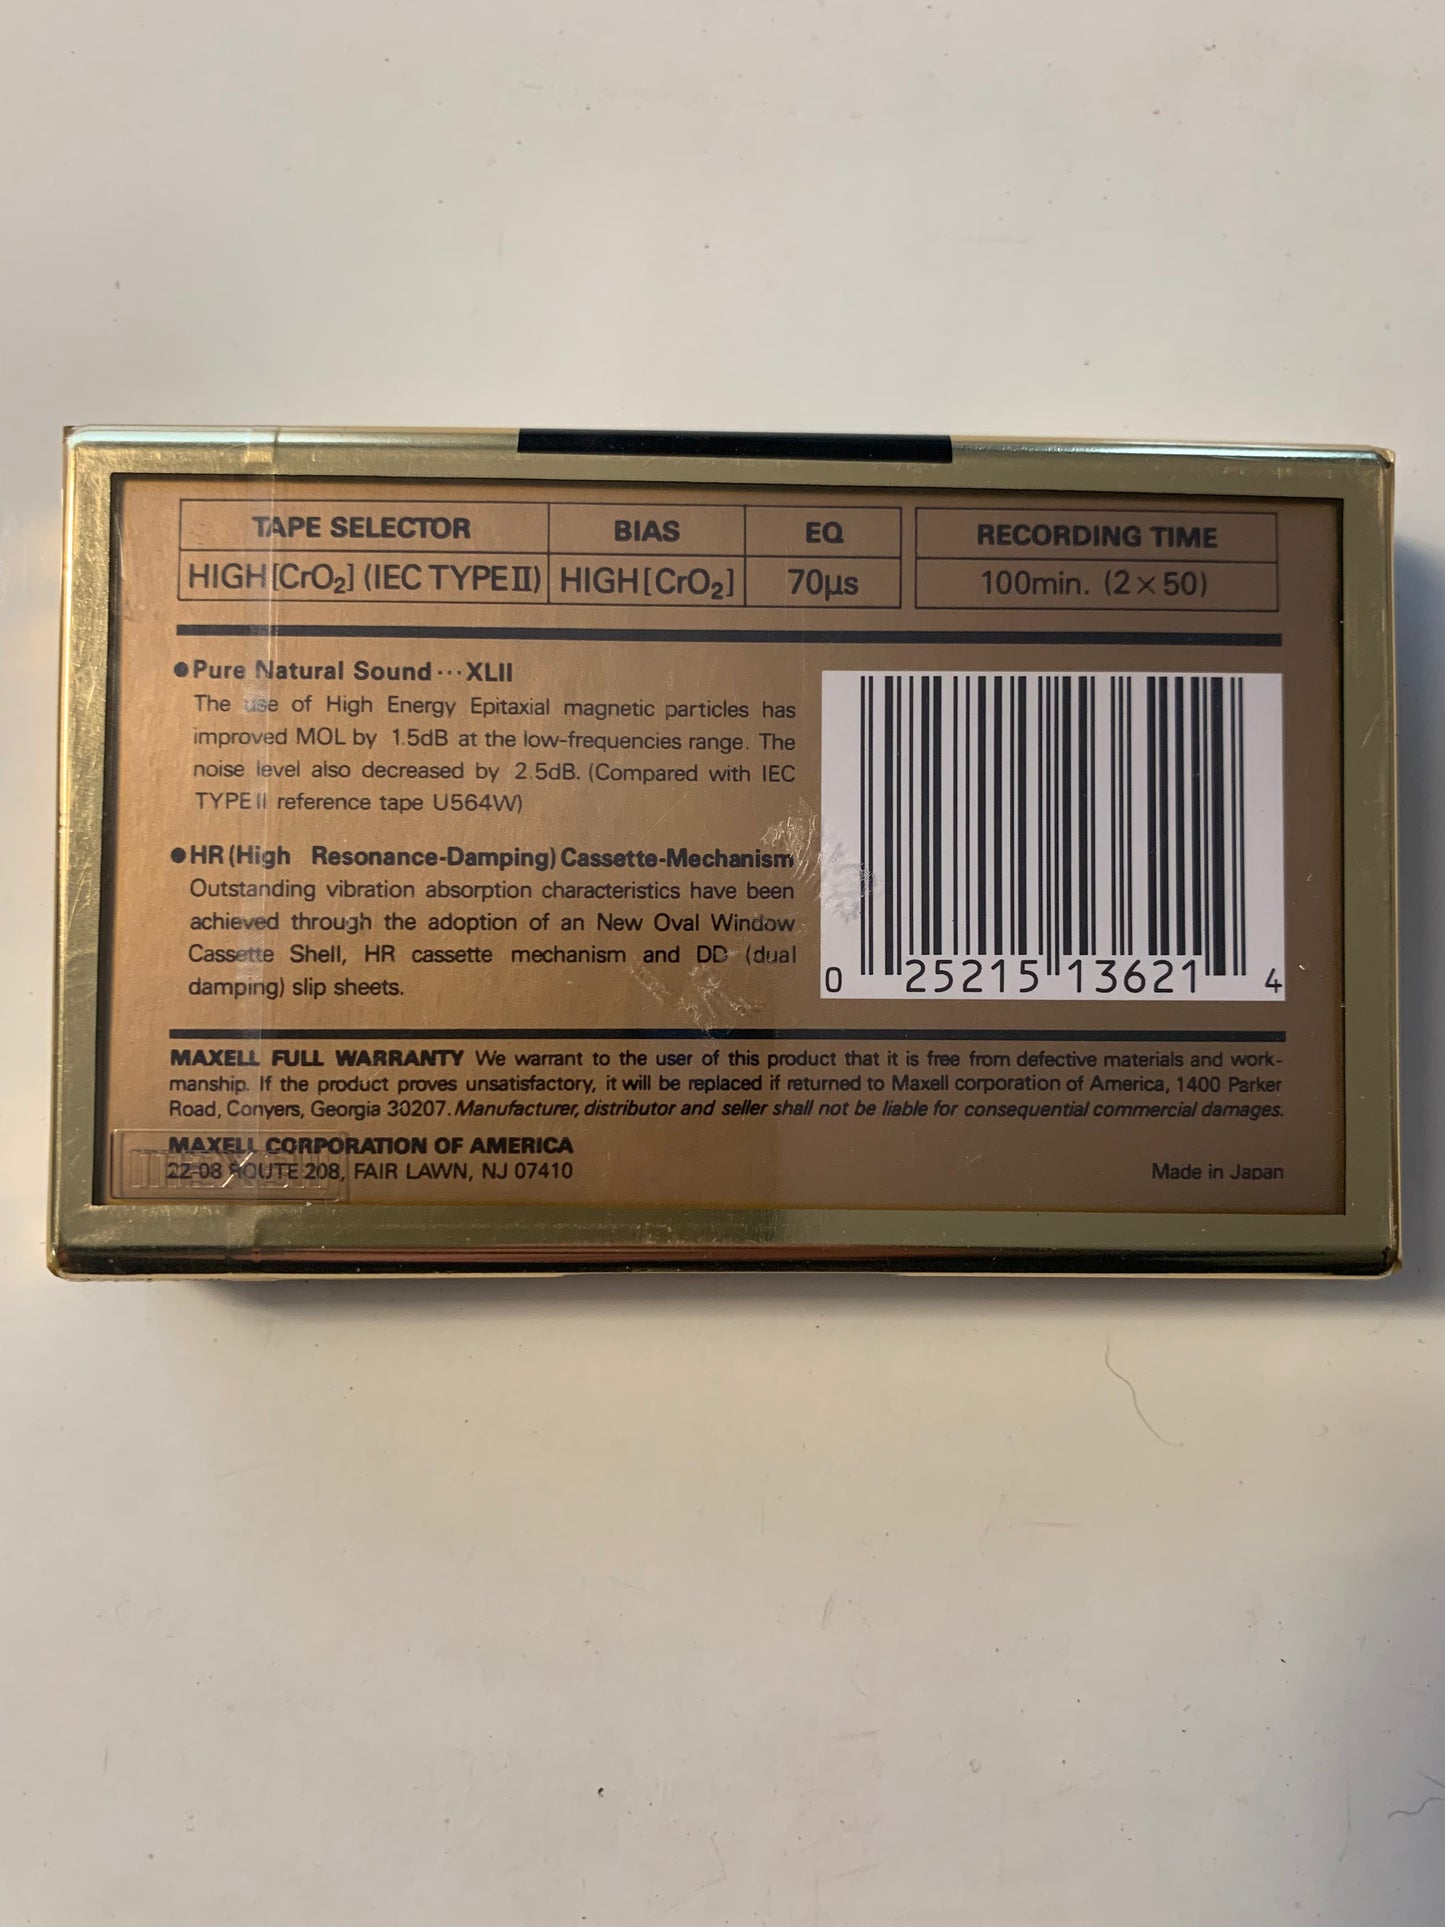 TAPE SELECTOR BIAS EQ RECORDING TIME
HIGH [CrO₂] (IEC TYPE II) HIGH [CrO₂] 70μs 100min. (2×50)
●Pure Natural Sound···XLII
The use of High Energy Epitaxial magnetic particles has
improved MOL by 1.5dB at the low-frequencies range. The
noise level also decreased by 2.5dB. (Compared with IEC
TYPE II reference tape U564W)
●HR (High Resonance-Damping) Cassette-Mechanism
Outstanding vibration absorption characteristics have been
achieved through the adoption of an New Oval Window
Cassette Shell, HR cassette mechanism and DD (dual
damping) slip sheets.
0 25215 13621 4
MAXELL FULL WARRANTY We warrant to the user of this product that it is free from defective materials and work-
manship. If the product proves unsatisfactory, it will be replaced if returned to Maxell corporation of America, 1400 Parker
Road, Conyers, Georgia 30207. Manufacturer, distributor and seller shall not be liable for consequential commercial damages.
MAXELL CORPORATION OF AMERICA
22-08 ROUTE 208, FAIR LAWN, NJ 07410
maxell
Made in Japan